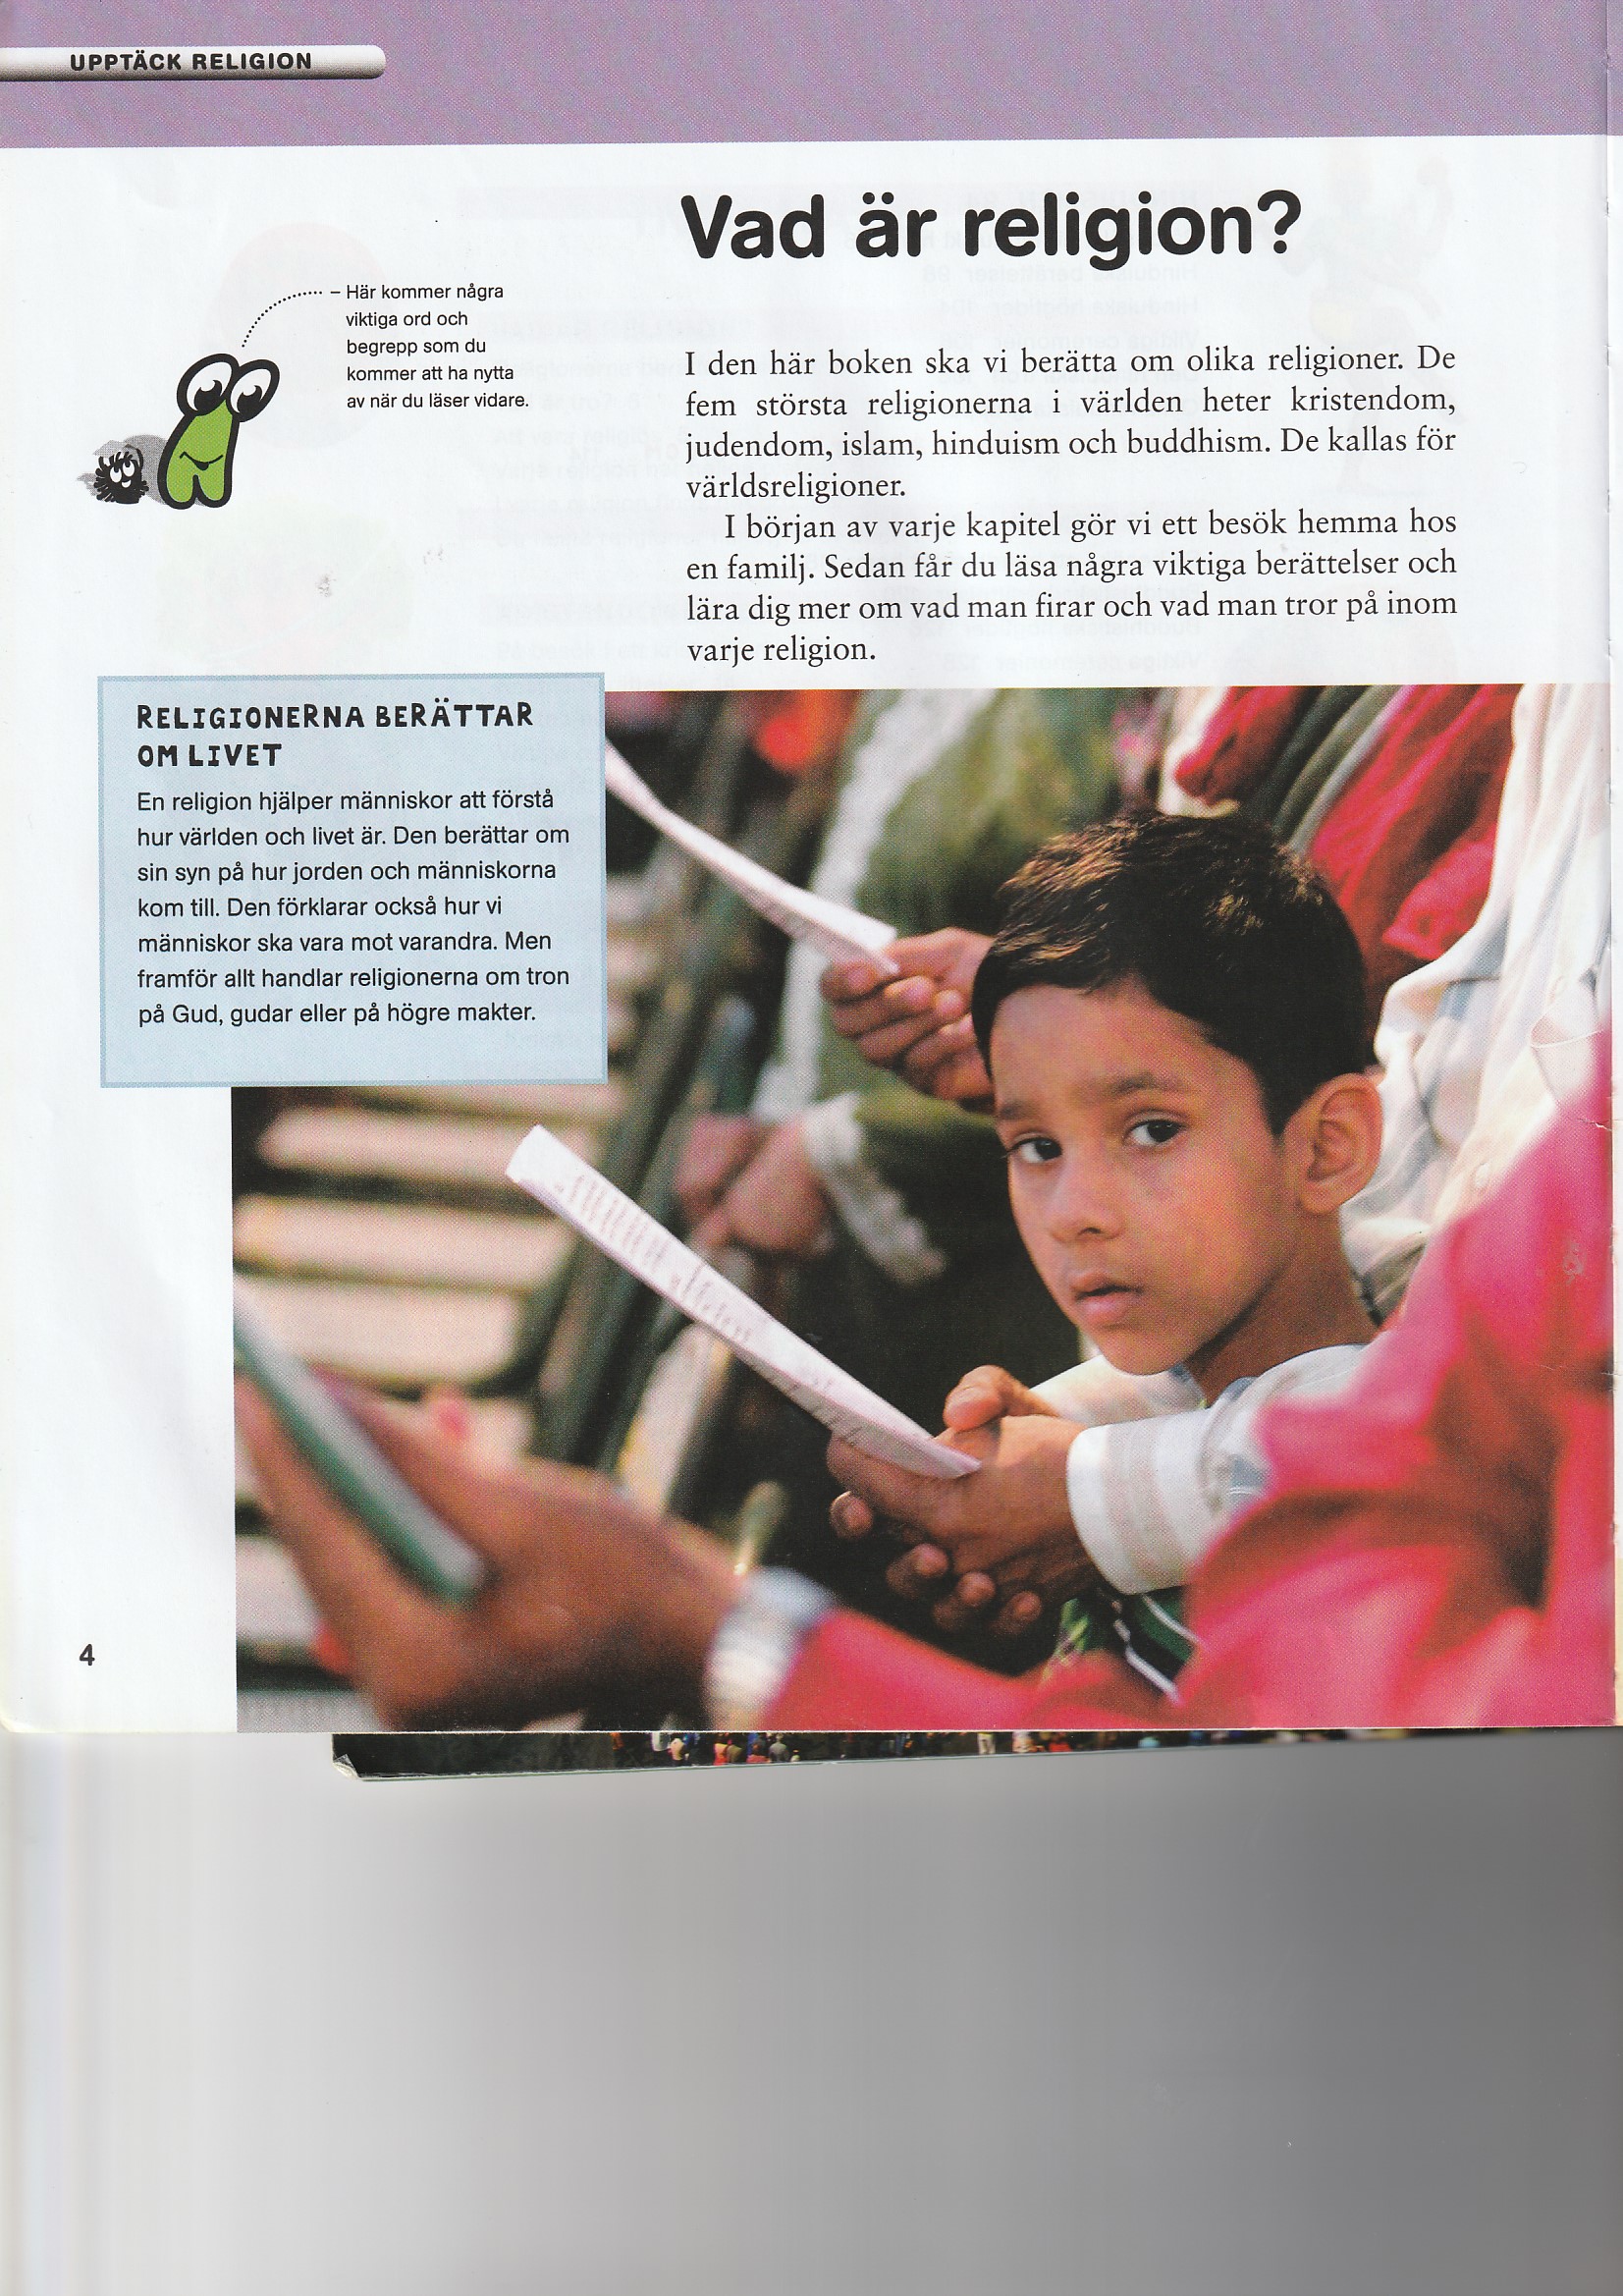 UPPTÄCK RELIGION
Vad är religion?
– Här kommer några
viktiga ord och
begrepp som du
kommer att ha nytta
av när du läser vidare.
I den här boken ska vi berätta om olika religioner. De
fem största religionerna i världen heter kristendom,
judendom, islam, hinduism och buddhism. De kallas för
världsreligioner.
I början av varje kapitel gör vi ett besök hemma hos
en familj. Sedan får du läsa några viktiga berättelser och
lära dig mer om vad man firar och vad man tror på inom
varje religion.
RELIGIONERNA BERÄTTAR
OM LIVET
En religion hjälper människor att förstå
hur världen och livet är. Den berättar om
sin syn på hur jorden och människorna
kom till. Den förklarar också hur vi
människor ska vara mot varandra. Men
framför allt handlar religionerna om tron
på Gud, gudar eller på högre makter.
4